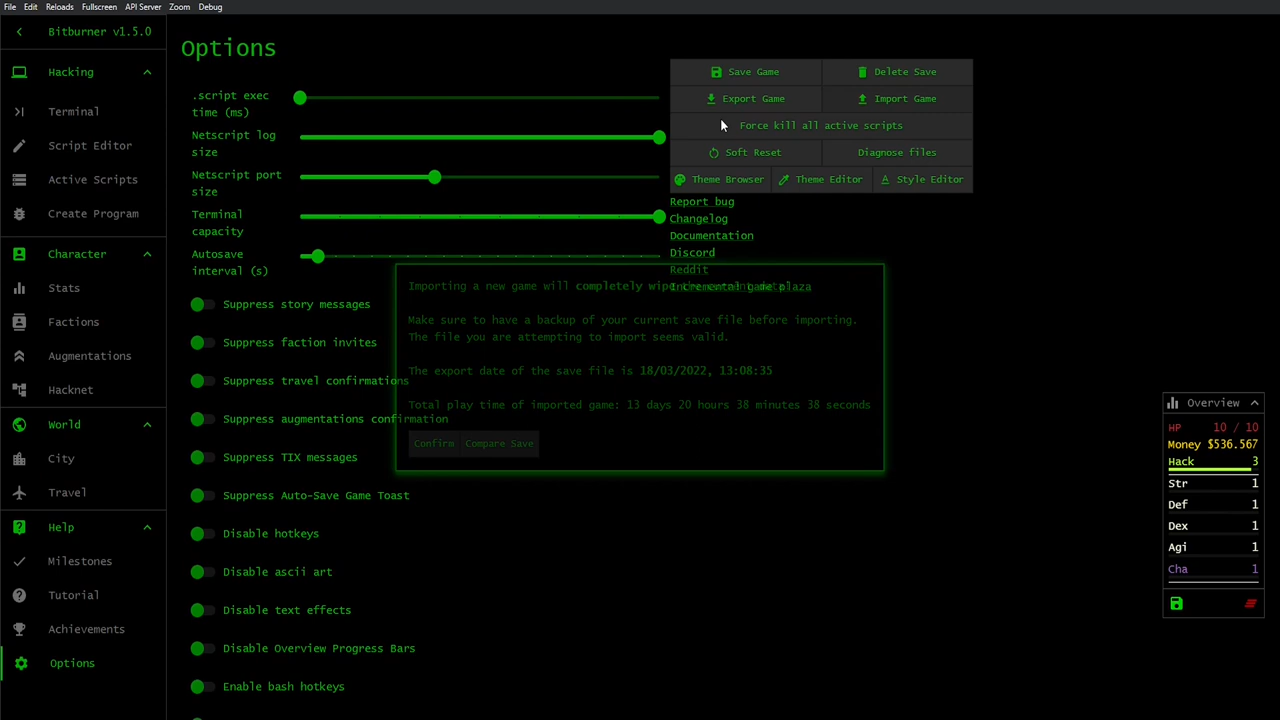 File Edit Reloads Fullscreen API Server Zoom Debug
Bitburner v1.5.0
Hacking
Terminal
Script Editor
Active Scripts
Create Program
Character
Stats
Factions
Augmentations
Hacknet
World
City
Travel
Help
Milestones
Tutorial
Achievements
Options
Options
.script exec
time (ms)
Netscript log
size
Netscript port
size
Terminal
capacity
Autosave
interval (s)
Suppress story messages
Suppress faction invites
Suppress travel confirmations
Suppress augmentations confirmation
Suppress TIX messages
Suppress Auto-Save Game Toast
Disable hotkeys
Disable ascii art
Disable text effects
Disable Overview Progress Bars
Enable bash hotkeys
Save Game Delete Save
Export Game Import Game
Force kill all active scripts
Soft Reset Diagnose files
Theme Browser Theme Editor Style Editor
Report bug
Changelog
Documentation
Discord
Reddit
Incremental game plaza
Importing a new game will completely wipe
Make sure to have a backup of your current save file before importing.
The file you are attempting to import seems valid.
The export date of the save file is 18/03/2022, 13:08:35
Total play time of imported game: 13 days 20 hours 38 minutes 38 seconds
Confirm Compare Save
Overview
HP 10 / 10
Money $536.567
Hack 3
Str 1
Def 1
Dex 1
Agi 1
Cha 1